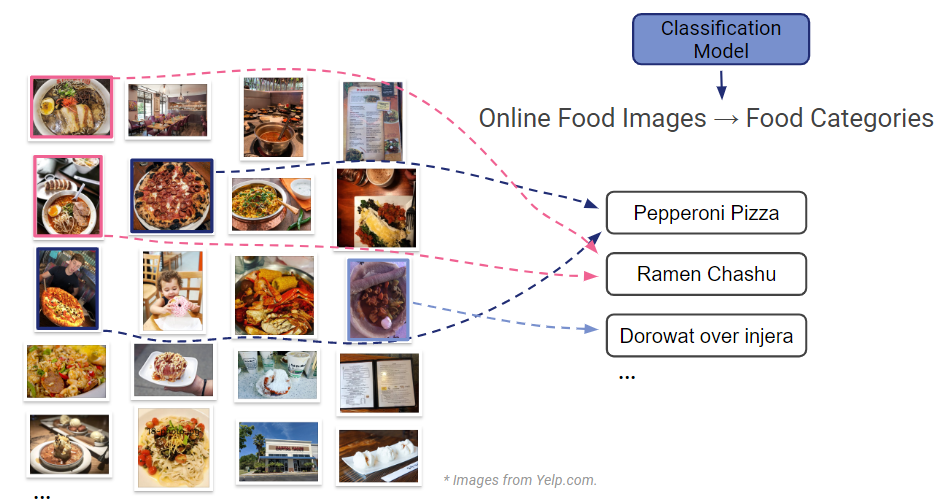 Classification
Model
Online Food Images → Food Categories
Pepperoni Pizza
Ramen Chashu
Dorowat over injera
...
* Images from Yelp.com.
...